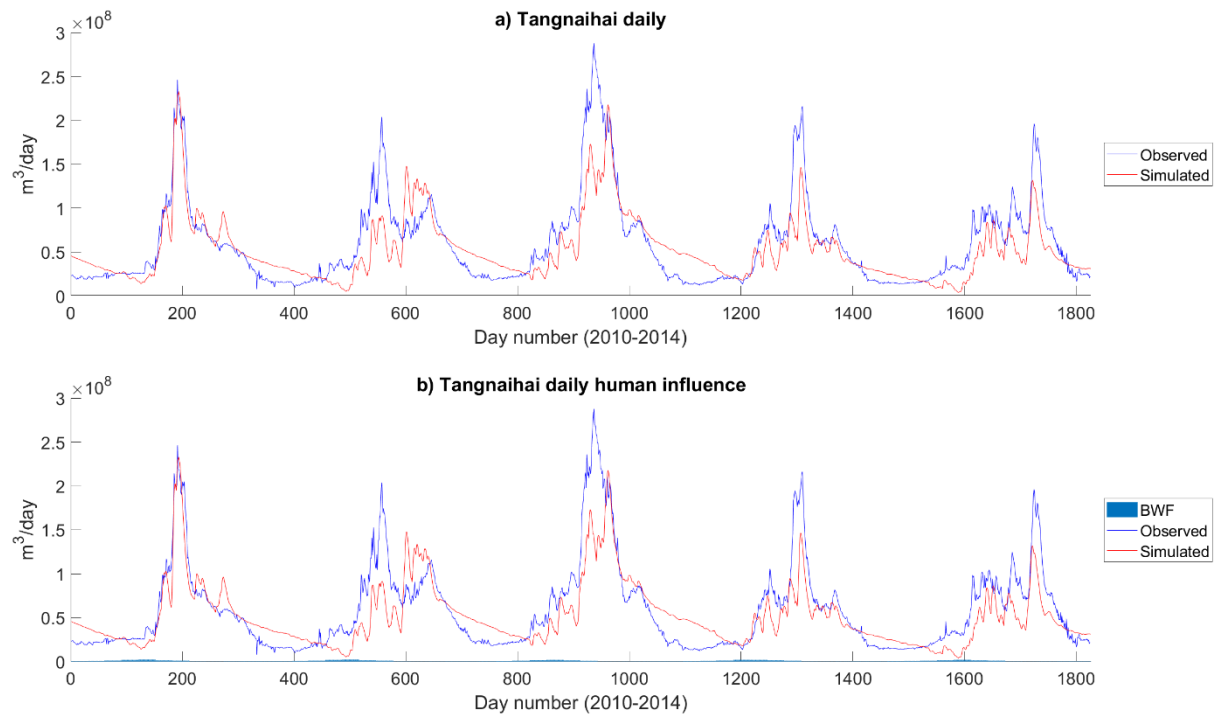 a) Tangnaihai daily
×10^8
3
2.5
2
1.5
1
0.5
0
m^3/day
0 200 400 600 800 1000 1200 1400 1600 1800
Day number (2010-2014)
Observed
Simulated
b) Tangnaihai daily human influence
×10^8
3
2.5
2
1.5
1
0.5
0
m^3/day
0 200 400 600 800 1000 1200 1400 1600 1800
Day number (2010-2014)
BWF
Observed
Simulated